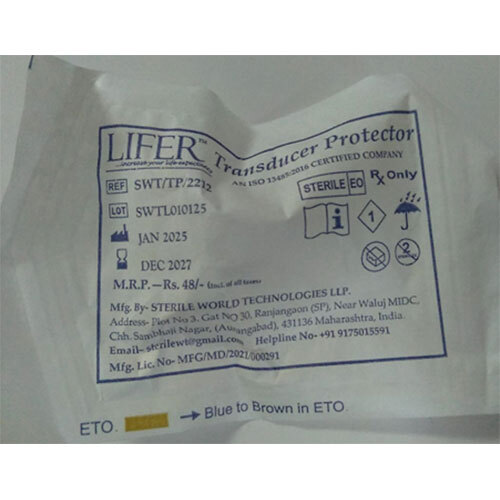 LIFER™ Transducer Protector
...increase your life expectancy
AN ISO 13485:2016 CERTIFIED COMPANY
REF SWT/TP/2212
STERILE EO Rx Only
LOT SWTL010125
i 1
JAN 2025
DEC 2027
2
M.R.P. -Rs. 48/- (Incl. of all taxes)
Mfg. By- STERILE WORLD TECHNOLOGIES LLP.
Address- Plot No 3, Gat NO 30, Ranjangaon (SP), Near Waluj MIDC,
Chh. Sambhaji Nagar, (Aurangabad), 431136 Maharashtra, India.
Email- sterilewt@gmail.com Helpline No- +91 9175015591
Mfg. Lic. No- MFG/MD/2021/000291
ETO. → Blue to Brown in ETO.